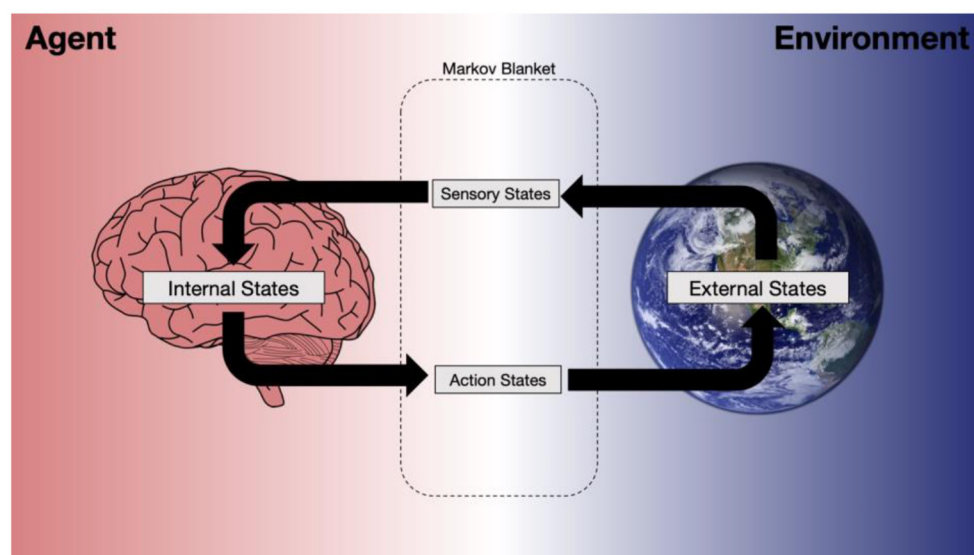 Agent
Environment
Markov Blanket
Sensory States
Internal States
External States
Action States